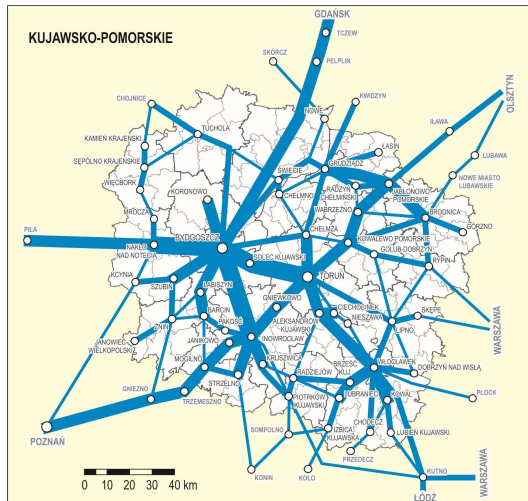 GDAŃSK
KUJAWSKO-POMORSKIE
TCZEW
SKÓRCZ
PELPLIN
CHOJNICE
KWIDZYN
OLSZTYN
NOWE
TUCHOLA
IŁAWA
KAMIEŃ KRAJEŃSKI
ŁASIN
GRUDZIĄDZ
LUBAWA
SĘPÓLNO KRAJEŃSKIE
ŚWIECIE
RADZYŃ
CHEŁMIŃSKI
JABŁONOWO
POMORSKIE
NOWE MIASTO
LUBAWSKIE
WIĘCBORK
KORONOWO
CHEŁMNO
WĄBRZEŹNO
MROCZA
BRODNICA
GÓRZNO
PIŁA
BYDGOSZCZ
CHEŁMŻA
KOWALEWO POMORSKIE
NAKŁO
NAD NOTECIĄ
SOLEC KUJAWSKI
GOLUB-DOBRZYŃ
RYPIN
KCYNIA
TORUŃ
SZUBIN
ŁABISZYN
GNIEWKOWO
CIECHOCINEK
NIESZAWA
BARCIN
ALEKSANDRÓW
KUJAWSKI
SKĘPE
WARSZAWA
ŻNIN
PAKOŚĆ
LIPNO
JANOWIEC
WIELKOPOLSKI
JANIKOWO
INOWROCŁAW
MOGILNO
KRUSZWICA
BRZEŚĆ
KUJ.
WŁOCŁAWEK
DOBRZYŃ NAD WISŁĄ
STRZELNO
RADZIEJÓW
GNIEZNO
TRZEMESZNO
PIOTRKÓW
KUJAWSKI
LUBRANIEC
KOWAL
PŁOCK
POZNAŃ
SOMPOLNO
IZBICA
KUJAWSKA
CHODECZ
LUBIEŃ KUJAWSKI
PRZEDECZ
WARSZAWA
KONIN
KOŁO
KUTNO
0 10 20 30 40 km
ŁÓDŹ